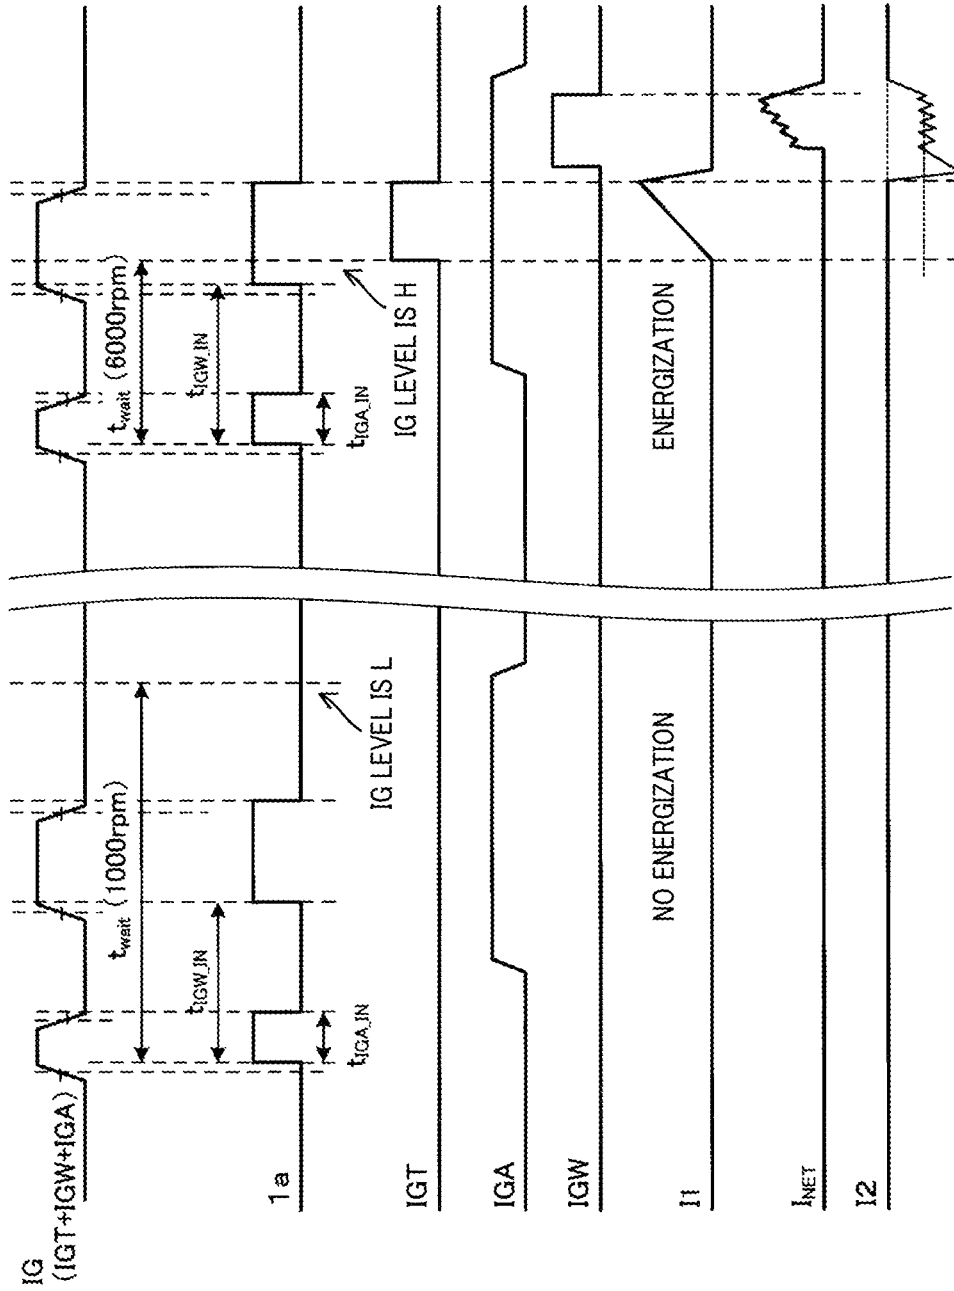 IG
(IGT+IGW+IGA)
twait (1000rpm)
twait (6000rpm)
tIGW_IN
tIGW_IN
1a
tIGA_IN
tIGA_IN
IG LEVEL IS L
IG LEVEL IS H
IGT
IGA
IGW
NO ENERGIZATION
ENERGIZATION
I1
INET
I2